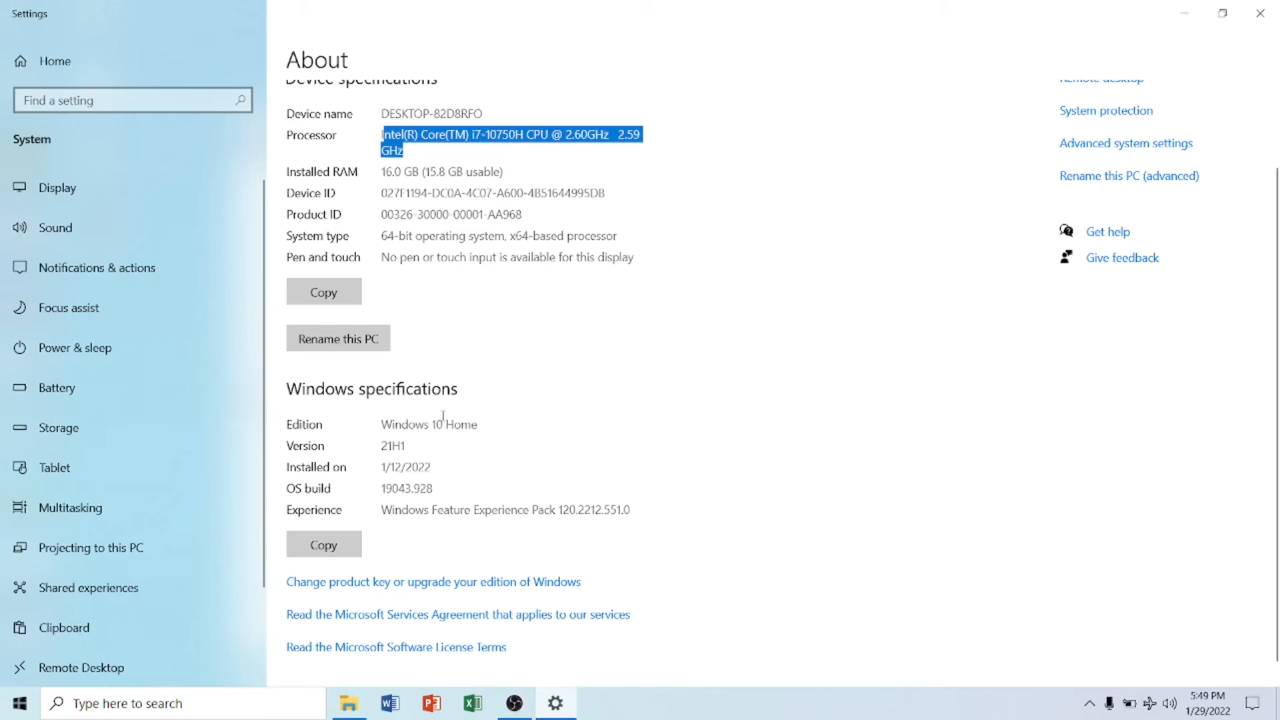 Settings
Home
Find a setting
System
Display
Sound
Notifications & actions
Focus assist
Power & sleep
Battery
Storage
Tablet
Multitasking
Projecting to this PC
Shared experiences
Clipboard
Remote Desktop
About
Device specifications
Device name DESKTOP-82D8RFO
Processor Intel(R) Core(TM) i7-10750H CPU @ 2.60GHz 2.59
GHz
Installed RAM 16.0 GB (15.8 GB usable)
Device ID 027F1194-DC0A-4C07-A600-4B51644995DB
Product ID 00326-30000-00001-AA968
System type 64-bit operating system, x64-based processor
Pen and touch No pen or touch input is available for this display
Copy
Rename this PC
Windows specifications
Edition Windows 10 Home
Version 21H1
Installed on 1/12/2022
OS build 19043.928
Experience Windows Feature Experience Pack 120.2212.551.0
Copy
Change product key or upgrade your edition of Windows
Read the Microsoft Services Agreement that applies to our services
Read the Microsoft Software License Terms
Remote desktop
System protection
Advanced system settings
Rename this PC (advanced)
Get help
Give feedback
Type here to search
5:49 PM
1/29/2022